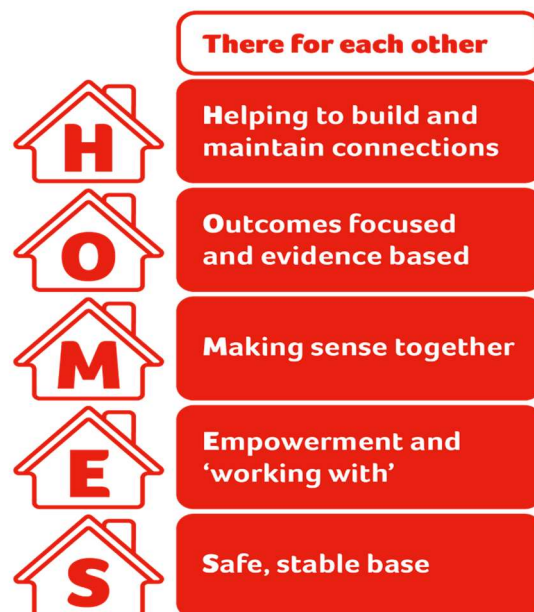 There for each other
H
Helping to build and
maintain connections
O
Outcomes focused
and evidence based
M
Making sense together
E
Empowerment and
‘working with’
S
Safe, stable base